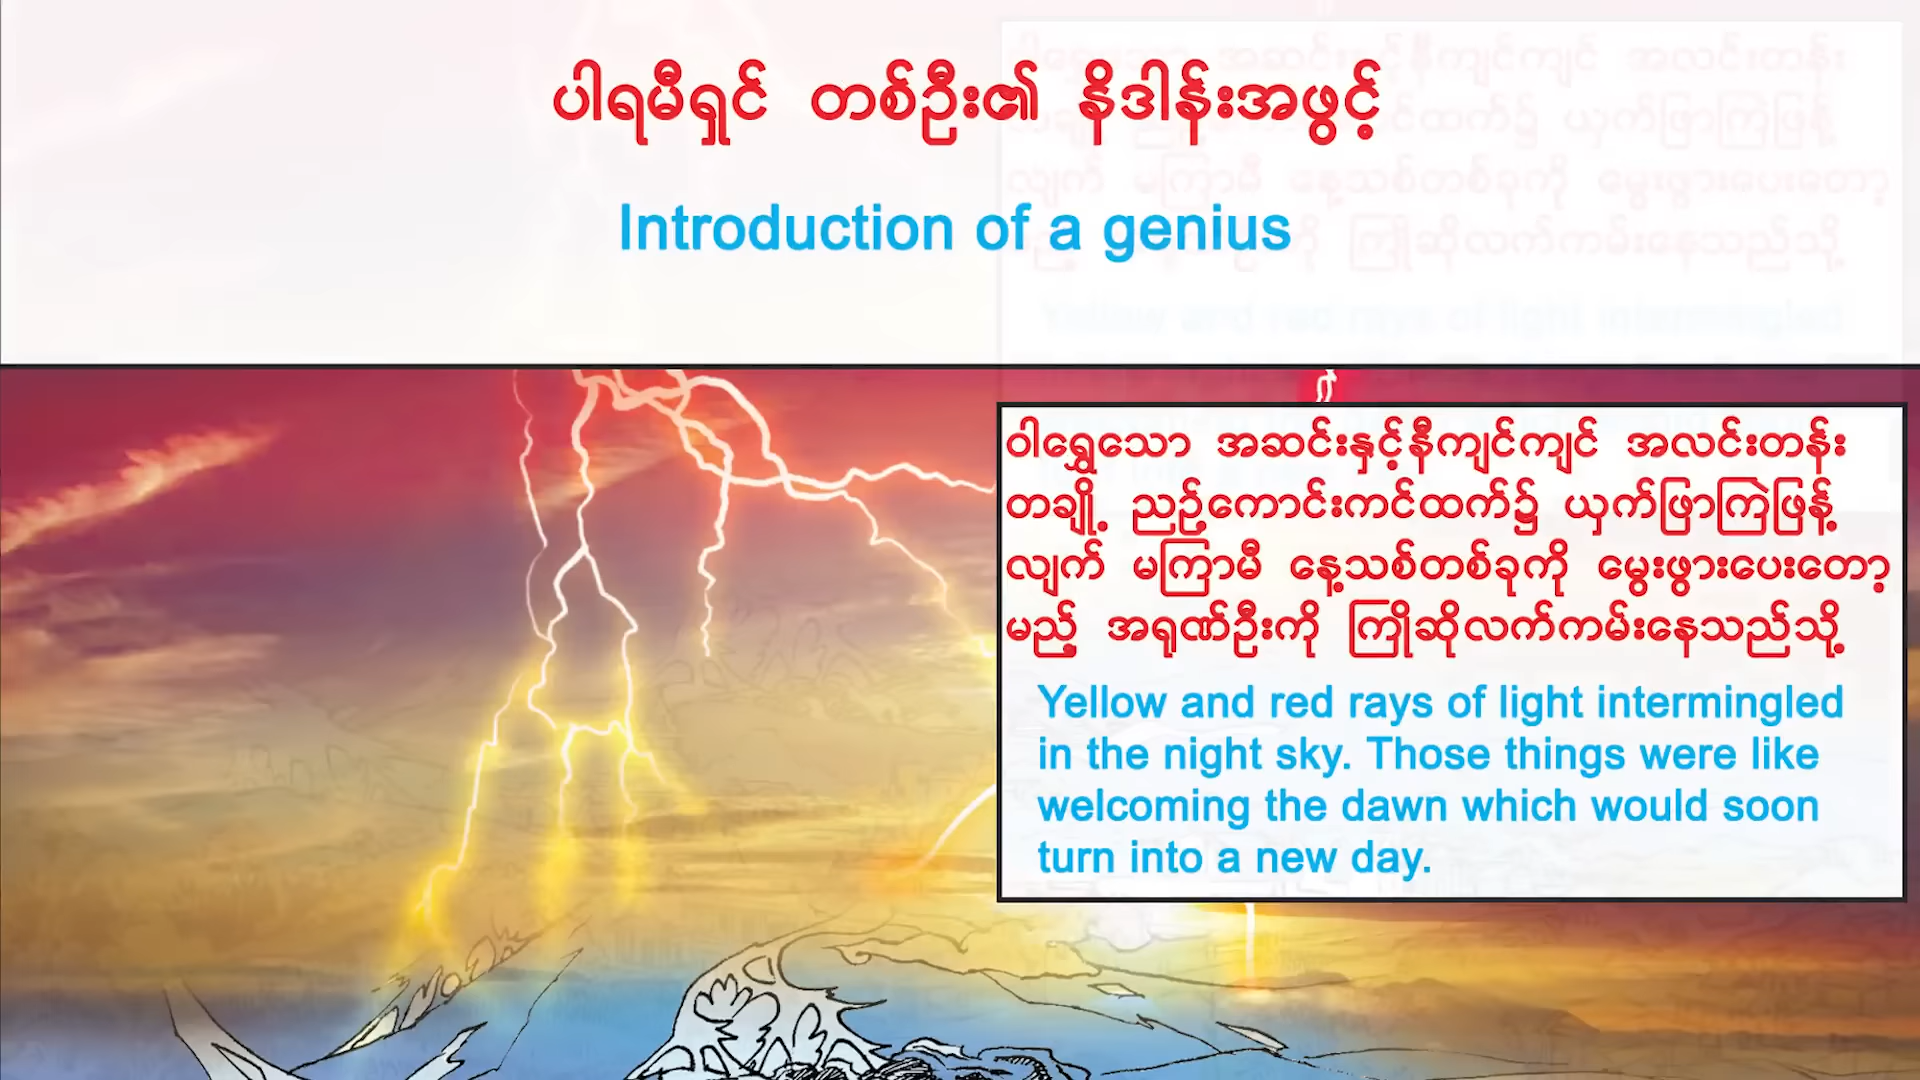 ပါရမီရှင် တစ်ဦး၏ နိဒါန်းအဖွင့်
Introduction of a genius
ဝါရွှေသော အဆင်းနှင့်နီကျင်ကျင် အလင်းတန်း
တချို့ ညဉ့်ကောင်းကင်ထက်၌ ယှက်ဖြာကြဲဖြန့်
လျက် မကြာမီ နေ့သစ်တစ်ခုကို မွေးဖွားပေးတော့
မည့် အရုဏ်ဦးကို ကြိုဆိုလက်ကမ်းနေသည်သို့
Yellow and red rays of light intermingled
in the night sky. Those things were like
welcoming the dawn which would soon
turn into a new day.